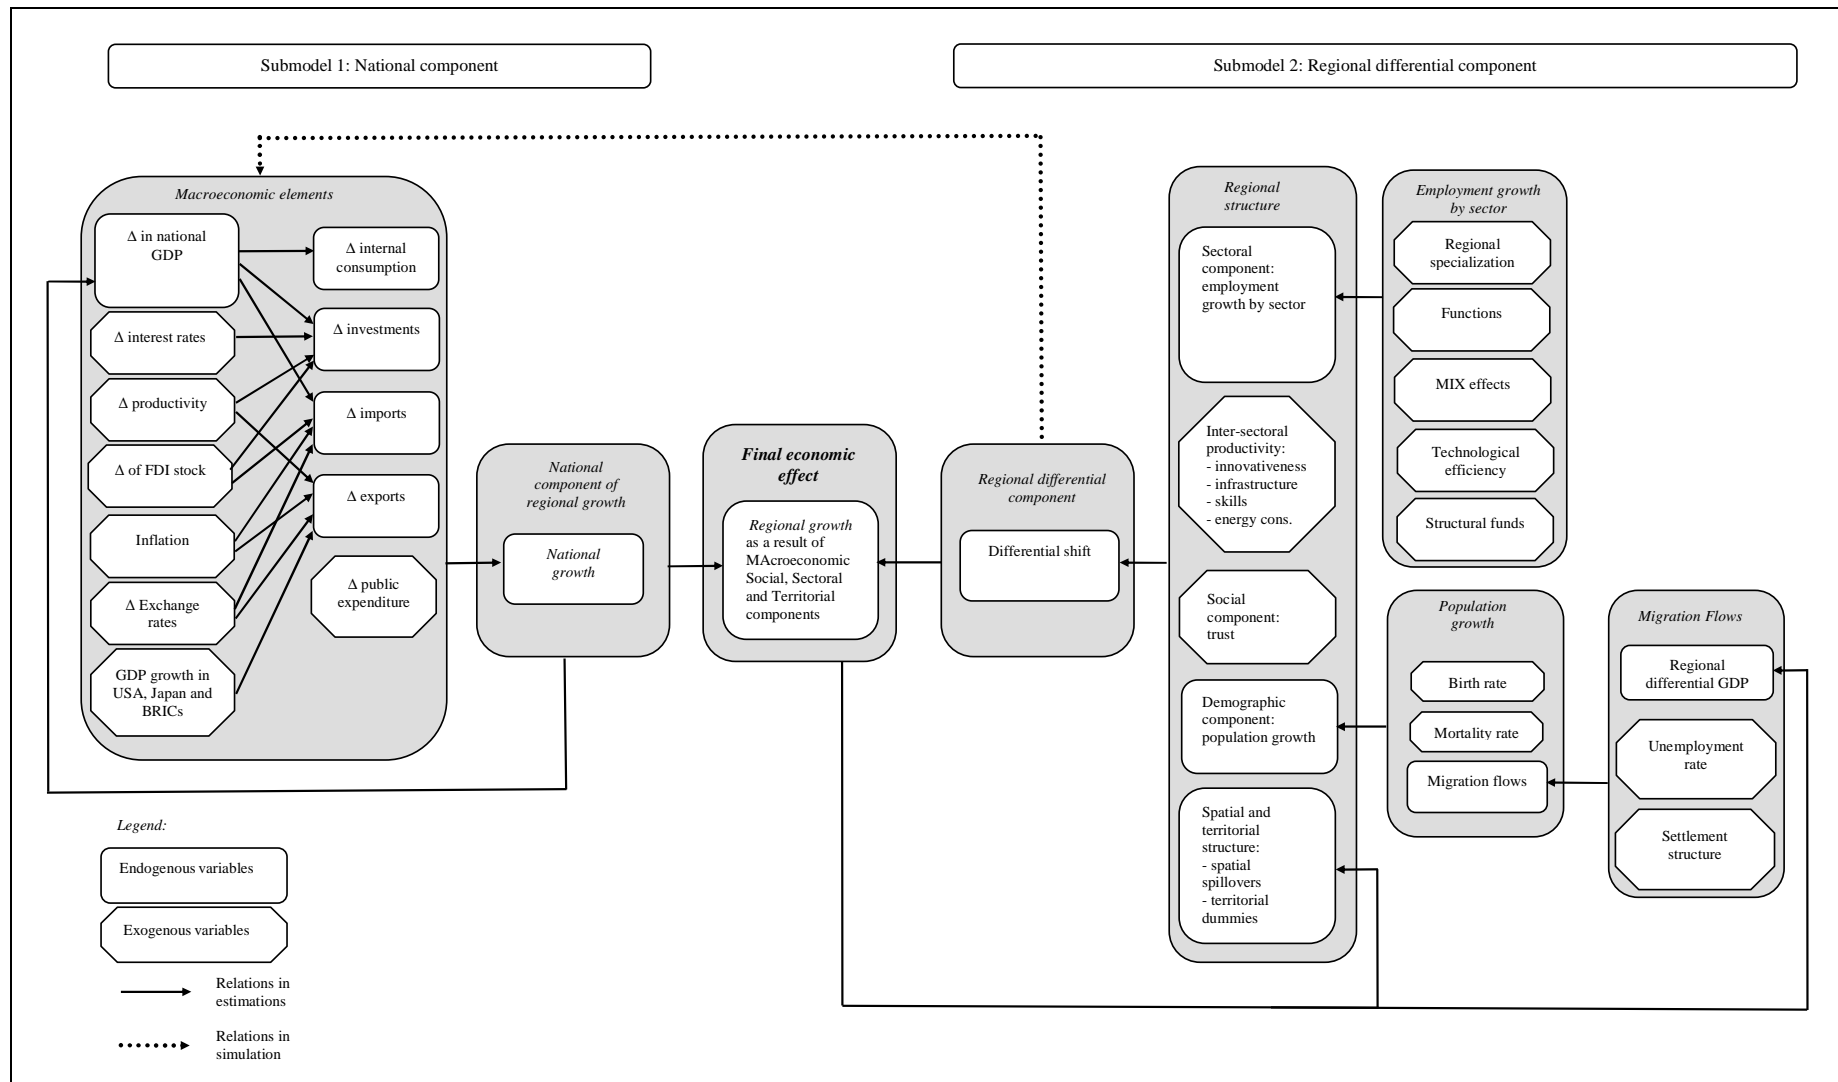 Submodel 1: National component
Submodel 2: Regional differential component
Macroeconomic elements
Δ in national
GDP
Δ interest rates
Δ productivity
Δ of FDI stock
Inflation
Δ Exchange
rates
GDP growth in
USA, Japan and
BRICs
Δ internal
consumption
Δ investments
Δ imports
Δ exports
Δ public
expenditure
National
component of
regional growth
National
growth
Final economic
effect
Regional growth
as a result of
MAcroeconomic
Social, Sectoral
and Territorial
components
Regional differential
component
Differential shift
Regional
structure
Sectoral
component:
employment
growth by sector
Inter-sectoral
productivity:
- innovativeness
- infrastructure
- skills
- energy cons.
Social
component:
trust
Demographic
component:
population growth
Spatial and
territorial
structure:
- spatial
spillovers
- territorial
dummies
Employment growth
by sector
Regional
specialization
Functions
MIX effects
Technological
efficiency
Structural funds
Population
growth
Birth rate
Mortality rate
Migration flows
Migration Flows
Regional
differential GDP
Unemployment
rate
Settlement
structure
Legend:
Endogenous variables
Exogenous variables
Relations in
estimations
Relations in
simulation